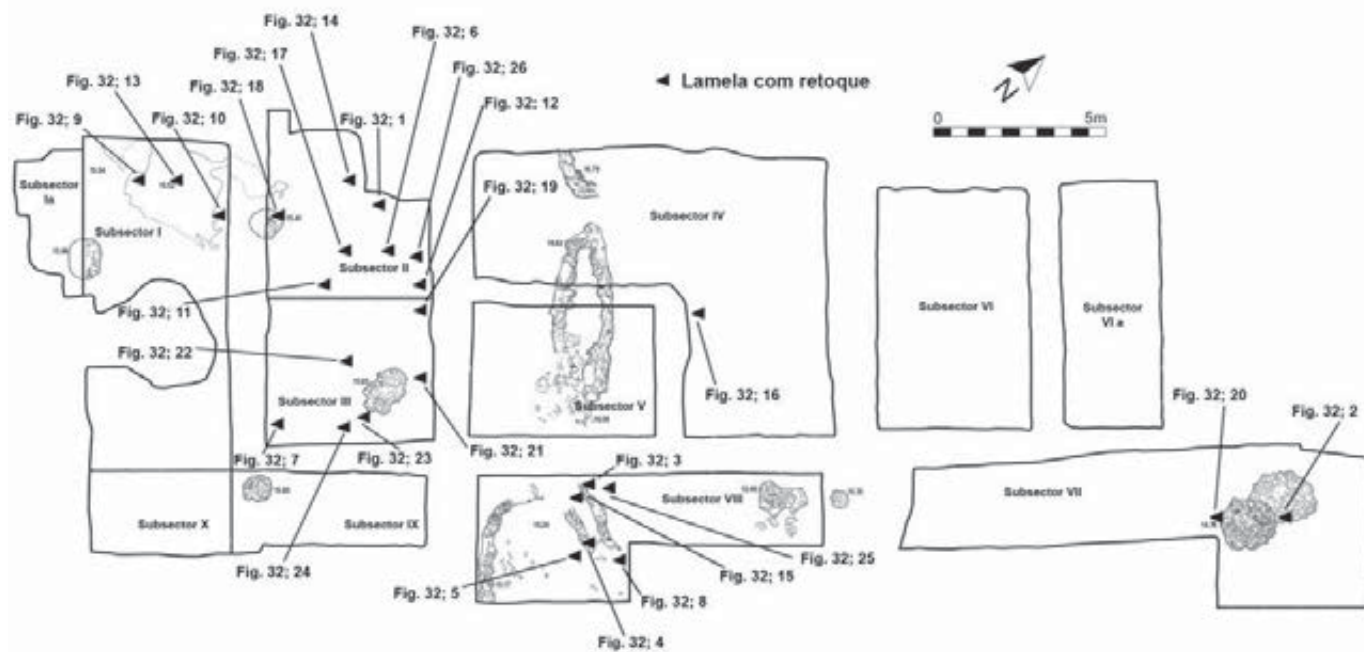 Fig. 32; 14
Fig. 32; 6
Fig. 32; 17
Fig. 32; 26
Fig. 32; 13
Fig. 32; 18
Lamela com retoque
N
Fig. 32; 9
Fig. 32; 10
Fig. 32; 1
Fig. 32; 12
0
5m
Subsector
Ia
Fig. 32; 19
Subsector I
Subsector IV
Subsector II
Fig. 32; 11
Subsector VI
Subsector
VI a
Fig. 32; 22
Fig. 32; 16
Fig. 32; 20
Fig. 32; 2
Subsector III
Subsector V
Fig. 32; 7
Fig. 32; 23
Fig. 32; 21
Fig. 32; 3
Subsector VIII
Subsector VII
Subsector X
Subsector IX
Fig. 32; 24
Fig. 32; 25
Fig. 32; 15
Fig. 32; 5
Fig. 32; 8
Fig. 32; 4